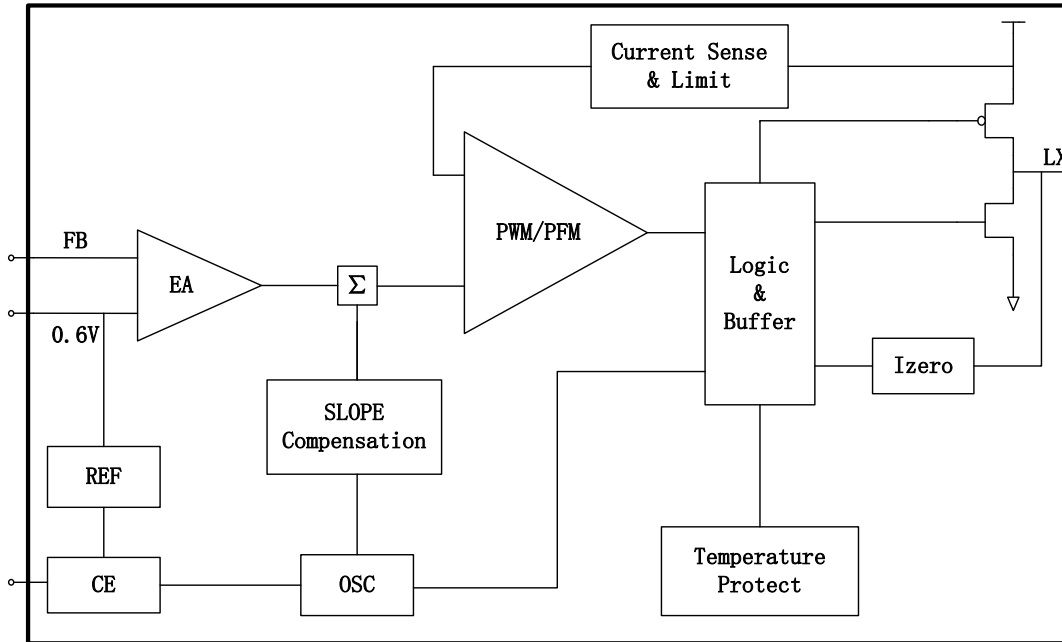 Current Sense
& Limit
LX
PWM/PFM
FB
EA
Σ
0.6V
Logic
&
Buffer
Izero
SLOPE
Compensation
REF
CE
OSC
Temperature
Protect